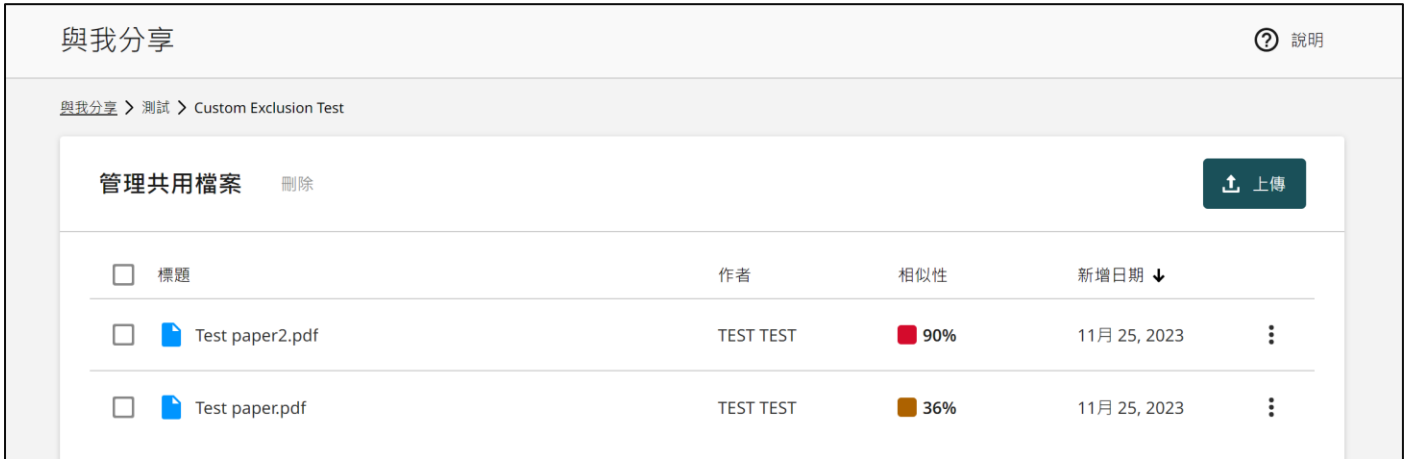 與我分享 說明
與我分享 > 測試 > Custom Exclusion Test
管理共用檔案 刪除 上傳
標題 作者 相似性 新增日期
Test paper2.pdf TEST TEST 90% 11月 25, 2023
Test paper.pdf TEST TEST 36% 11月 25, 2023